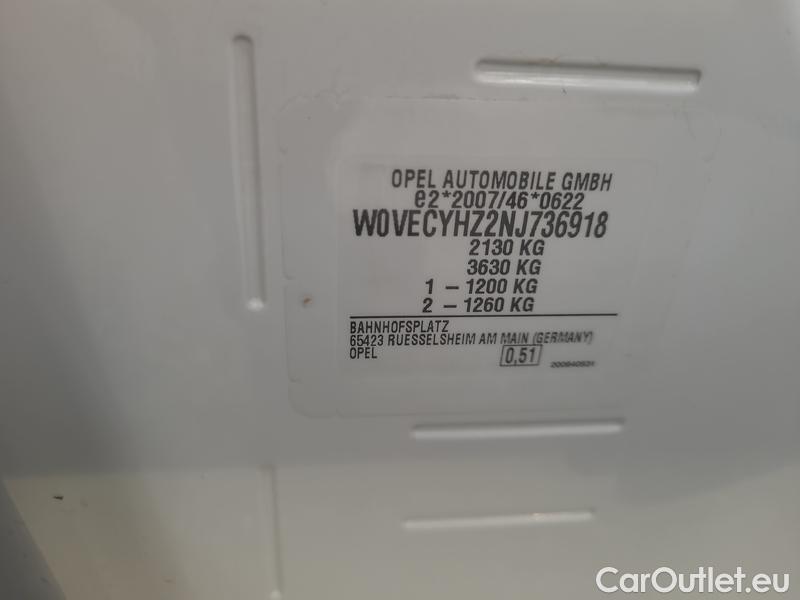 OPEL AUTOMOBILE GMBH
e2*2007/46*0622
W0VECYHZ2NJ736918
2130 KG
3630 KG
1 – 1200 KG
2 – 1260 KG
BAHNHOFSPLATZ
65423 RUESSELSHEIM AM MAIN (GERMANY)
OPEL
0,51
CarOutlet.eu